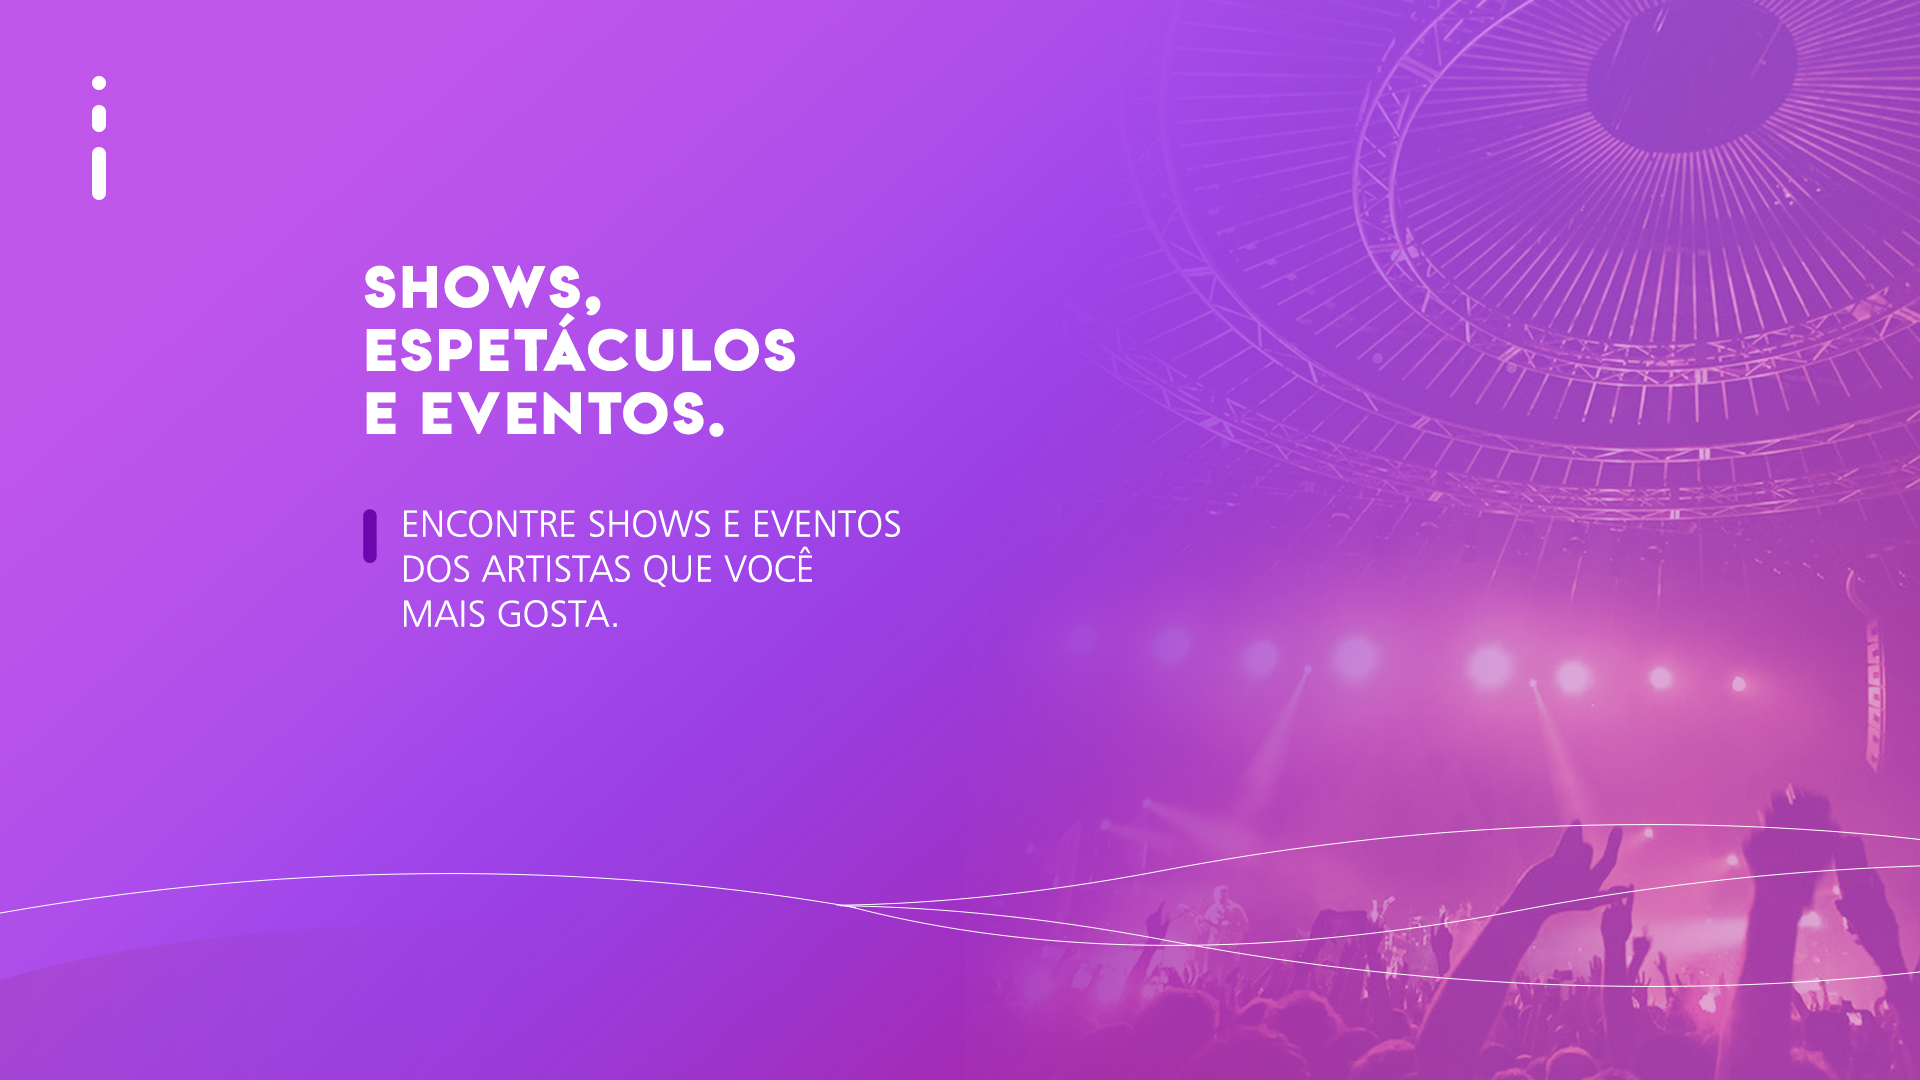 SHOWS,
ESPETÁCULOS
E EVENTOS.
ENCONTRE SHOWS E EVENTOS
DOS ARTISTAS QUE VOCÊ
MAIS GOSTA.